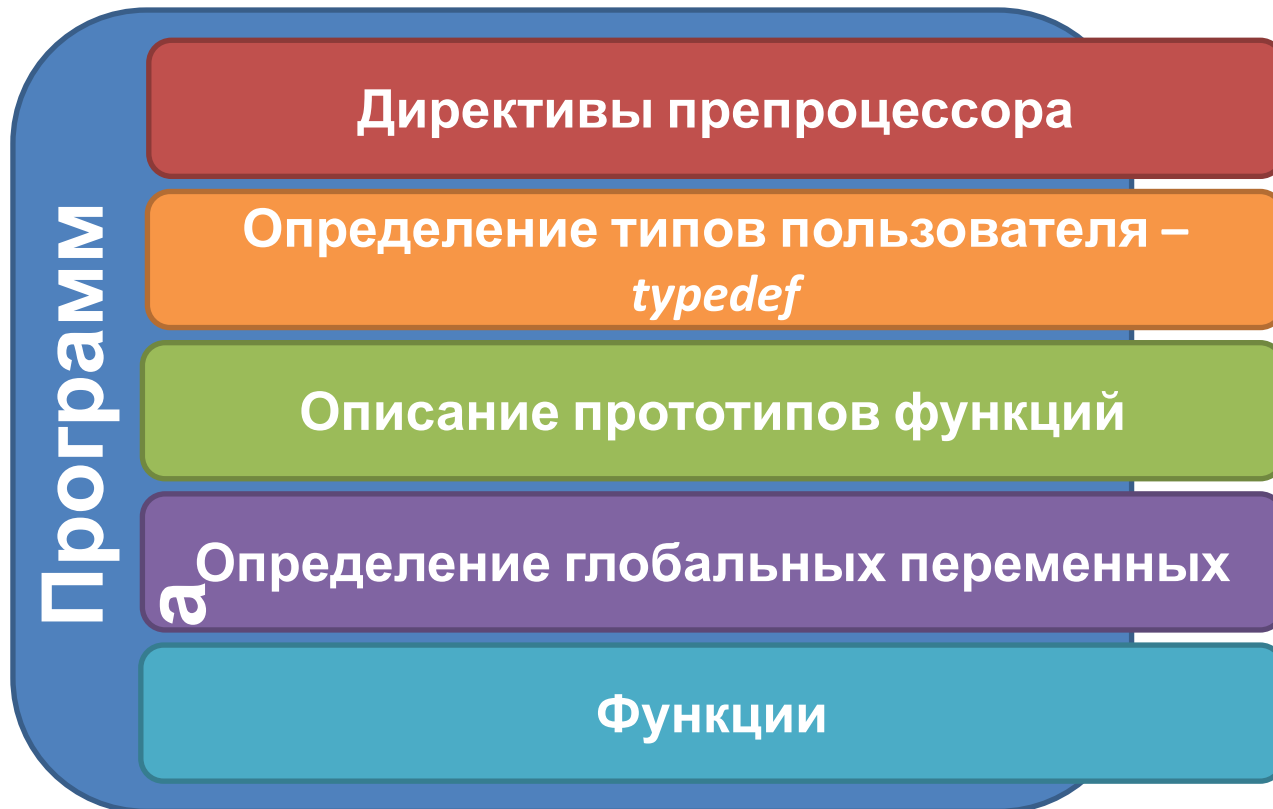 Программ
а
Директивы препроцессора
Определение типов пользователя –
typedef
Описание прототипов функций
Определение глобальных переменных
Функции